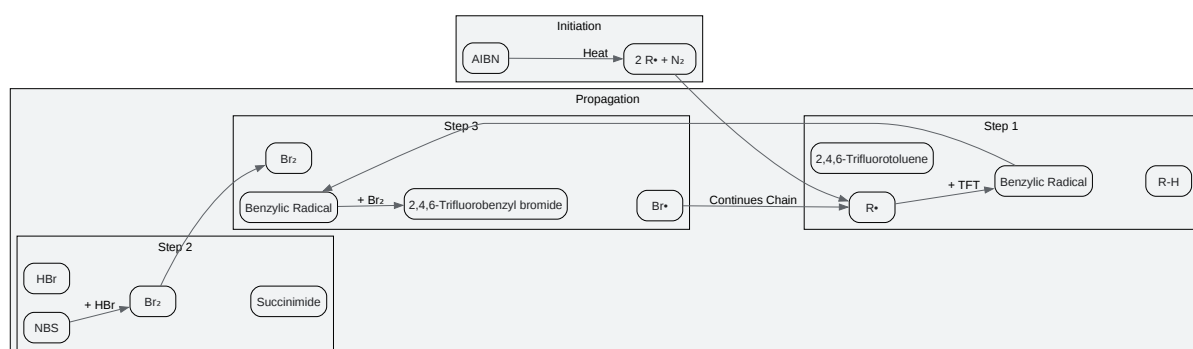 Initiation
AIBN
Heat
2 R• + N₂
Propagation
Step 3
Br₂
Benzylic Radical
+ Br₂
2,4,6-Trifluorobenzyl bromide
Br•
Continues Chain
Step 1
2,4,6-Trifluorotoluene
R•
+ TFT
Benzylic Radical
R-H
Step 2
HBr
NBS
+ HBr
Br₂
Succinimide